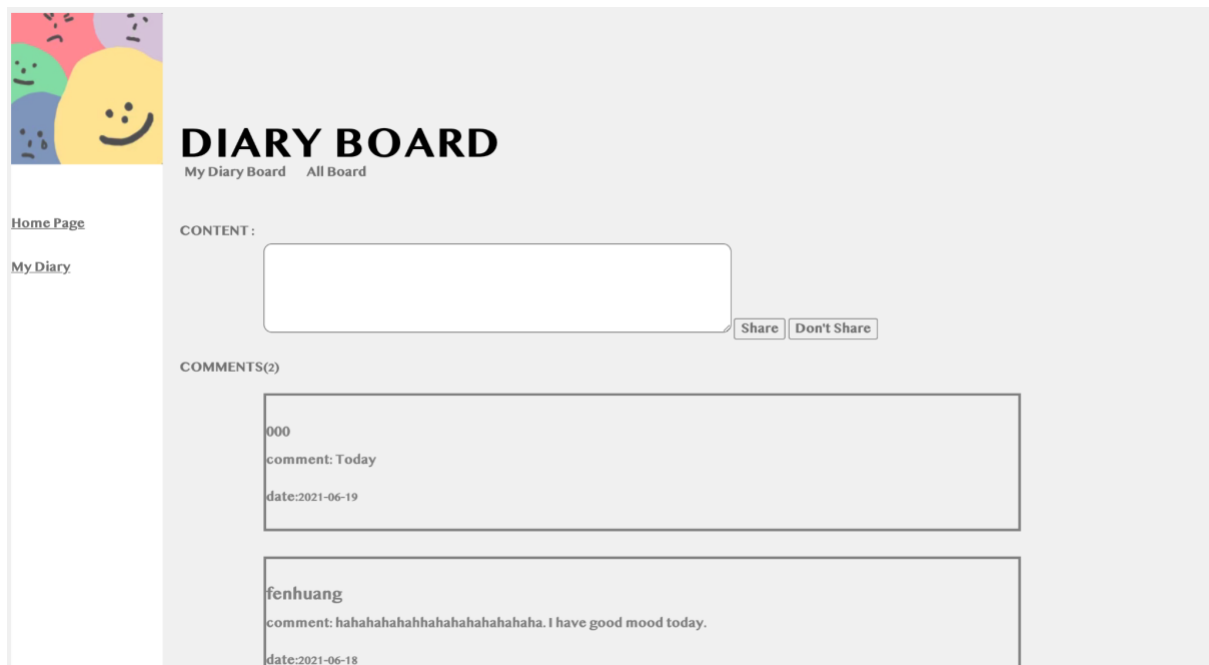 DIARY BOARD
My Diary Board All Board
Home Page
My Diary
CONTENT :
Share Don't Share
COMMENTS(2)
000
comment: Today
date:2021-06-19
fenhuang
comment: hahahahahahhahahahahahahaha. I have good mood today.
date:2021-06-18